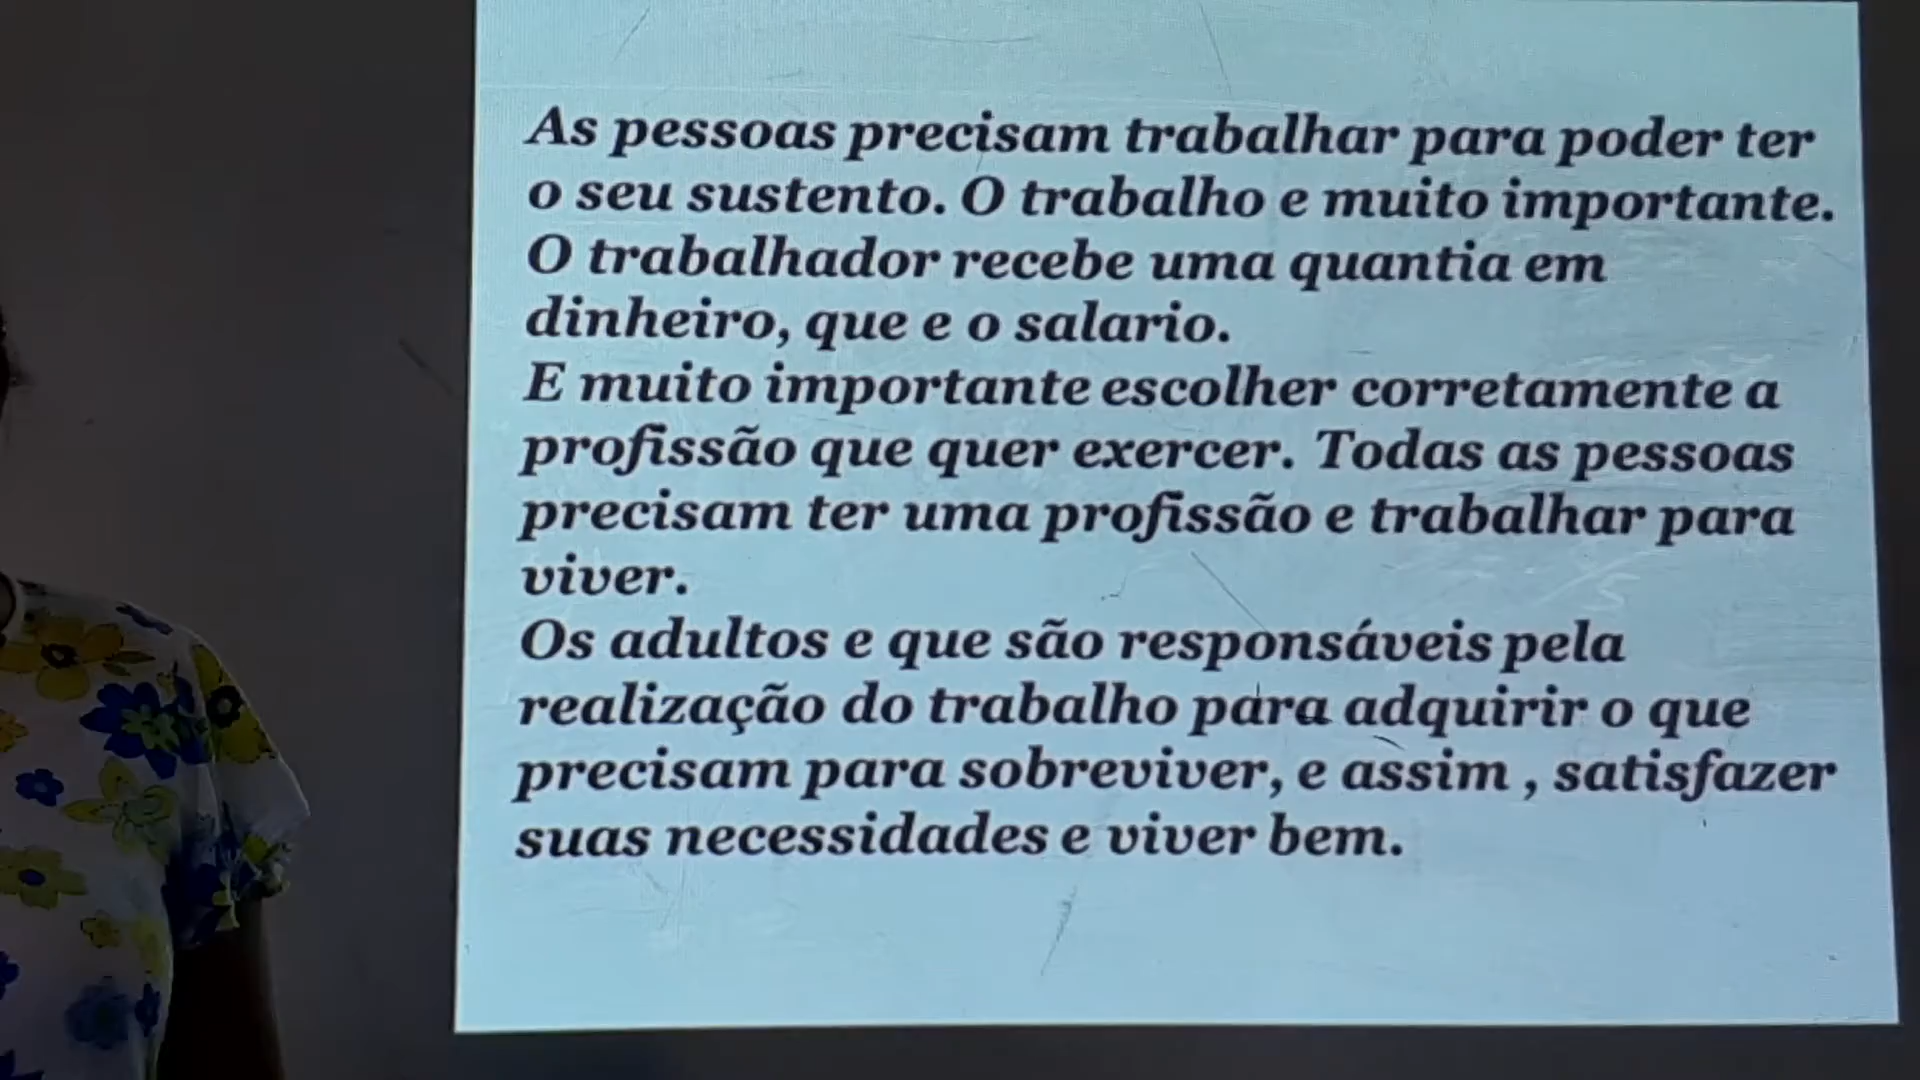 As pessoas precisam trabalhar para poder ter
o seu sustento. O trabalho e muito importante.
O trabalhador recebe uma quantia em
dinheiro, que e o salario.
E muito importante escolher corretamente a
profissão que quer exercer. Todas as pessoas
precisam ter uma profissão e trabalhar para
viver.
Os adultos e que são responsáveis pela
realização do trabalho para adquirir o que
precisam para sobreviver, e assim , satisfazer
suas necessidades e viver bem.